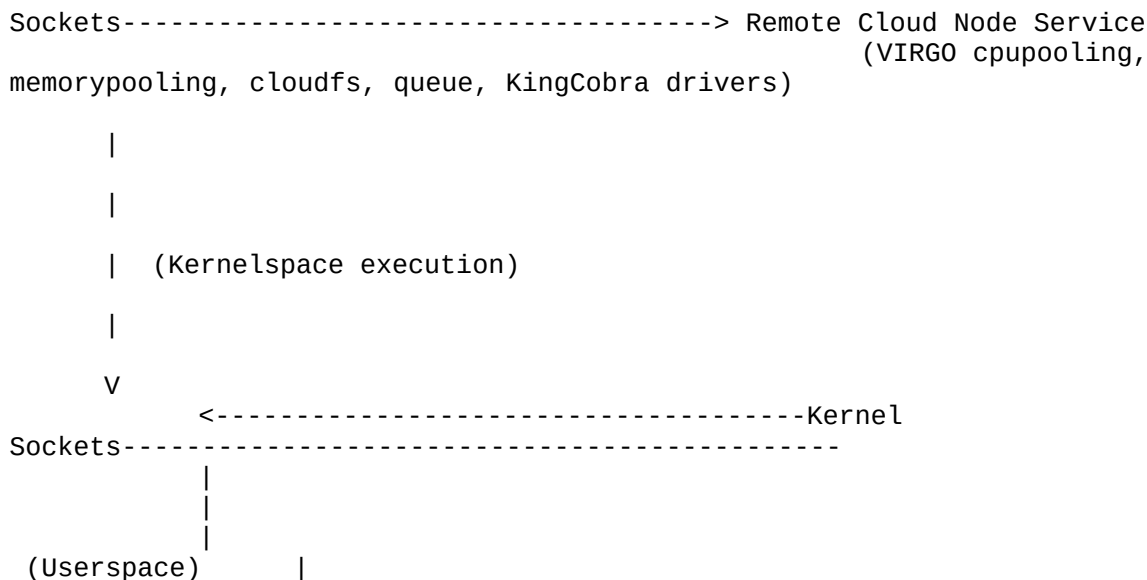 Sockets-------------------------------------> Remote Cloud Node Service
(VIRGO cpupooling,
memorypooling, cloudfs, queue, KingCobra drivers)
|
|
| (Kernelspace execution)
|
V
<-------------------------------------Kernel
Sockets---------------------------------------------
|
|
|
(Userspace) |